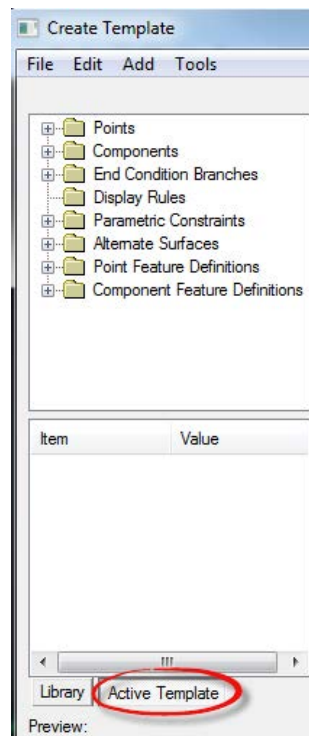 Create Template
File Edit Add Tools
Points
Components
End Condition Branches
Display Rules
Parametric Constraints
Alternate Surfaces
Point Feature Definitions
Component Feature Definitions
Item Value
Library Active Template
Preview: